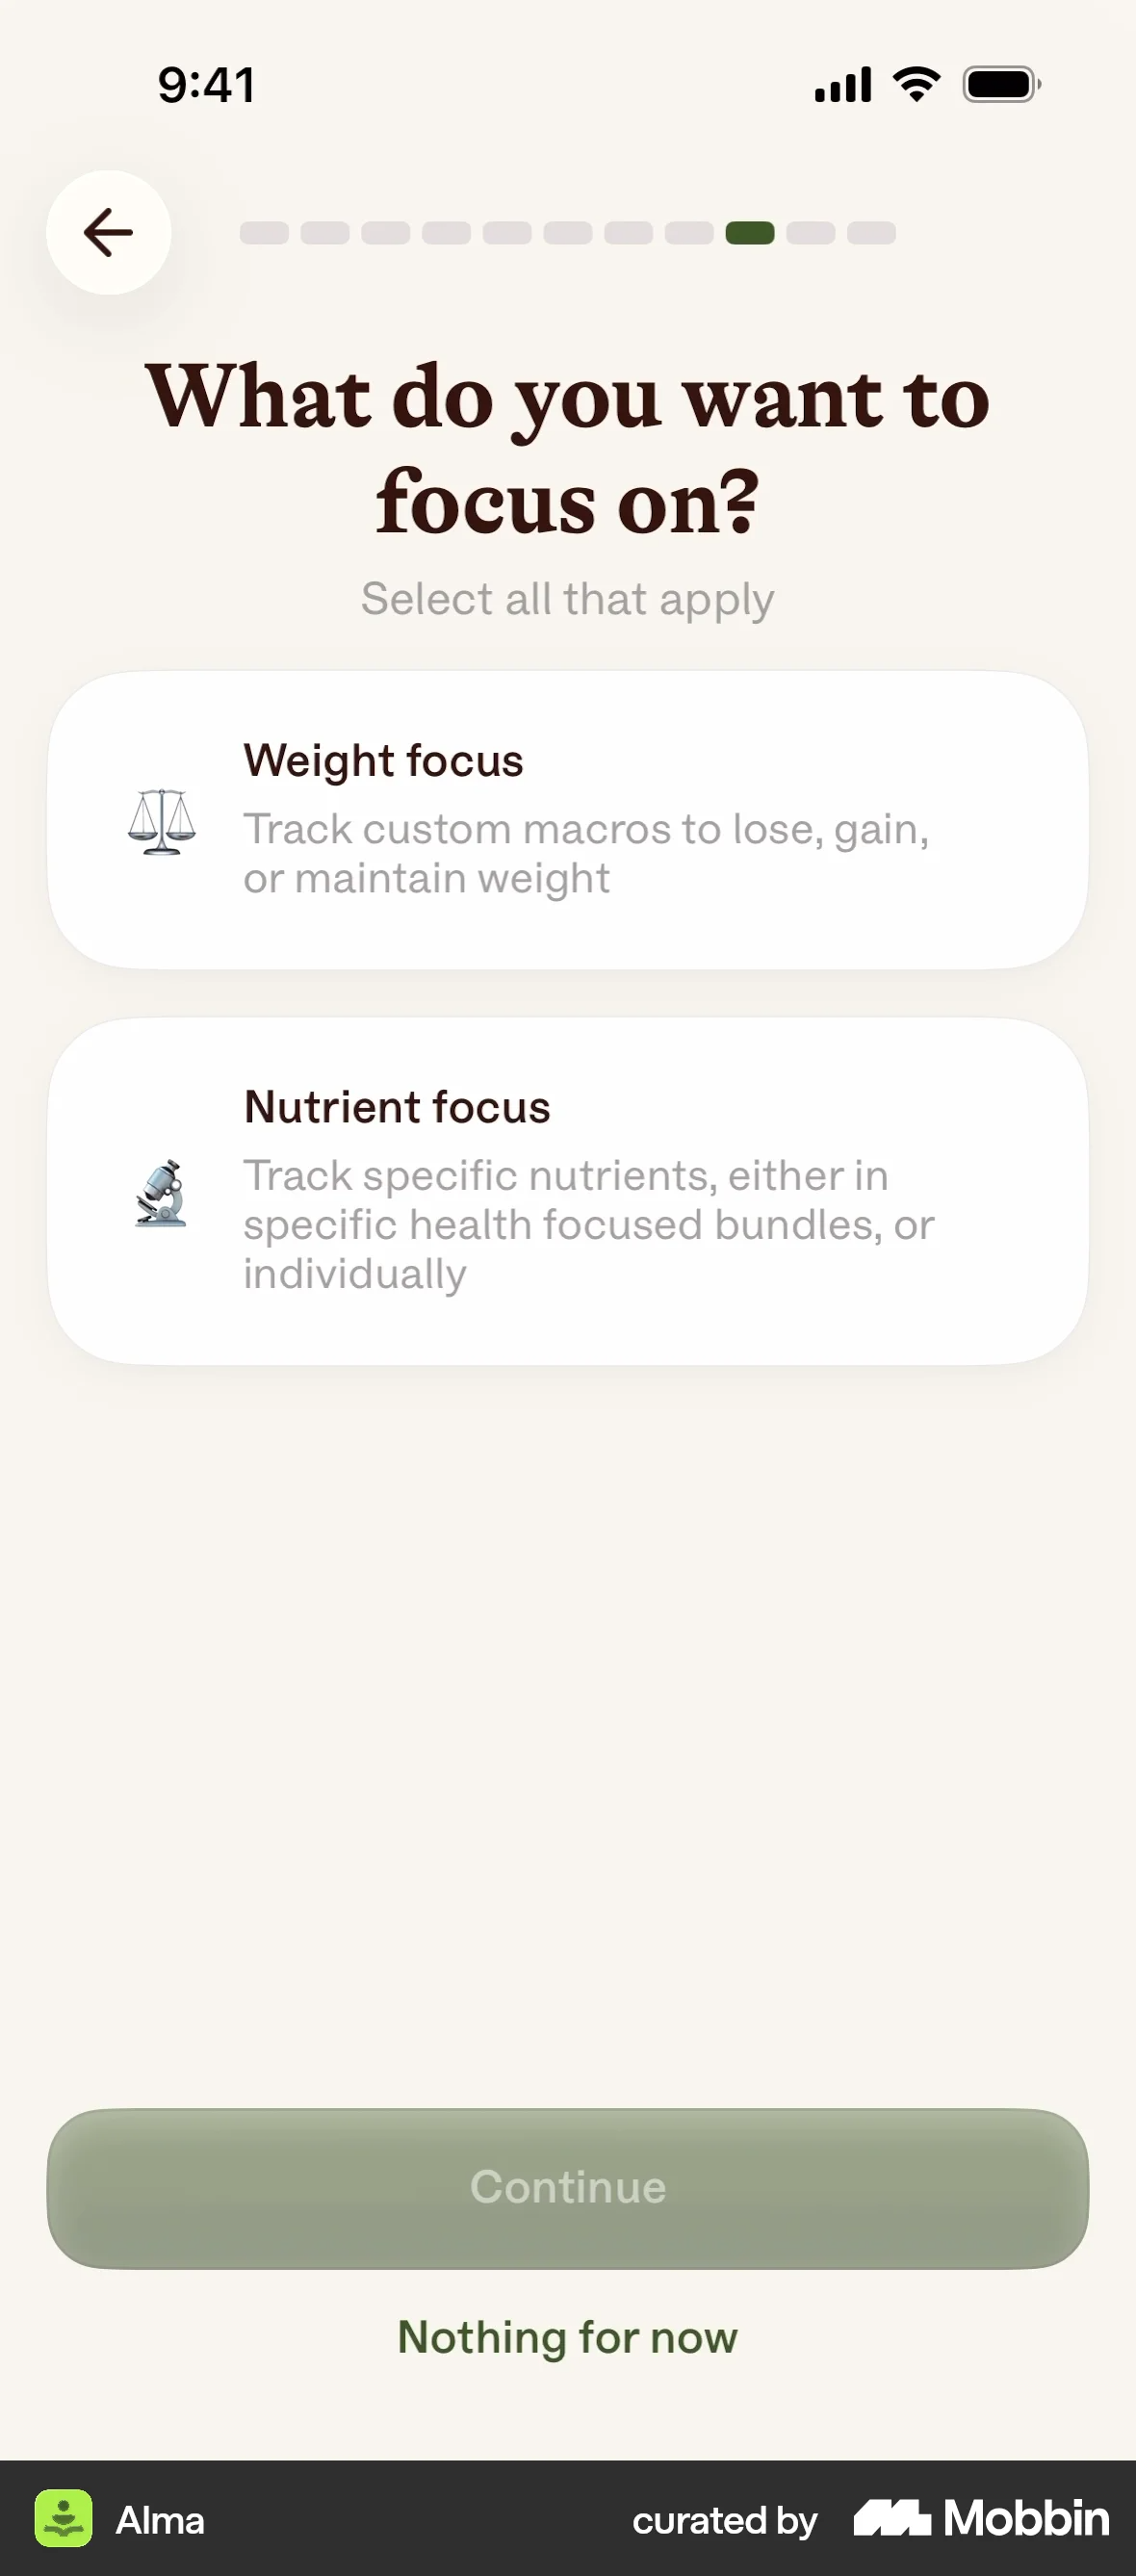 9:41
What do you want to
focus on?
Select all that apply
Weight focus
Track custom macros to lose, gain,
or maintain weight
Nutrient focus
Track specific nutrients, either in
specific health focused bundles, or
individually
Continue
Nothing for now
Alma
curated by Mobbin